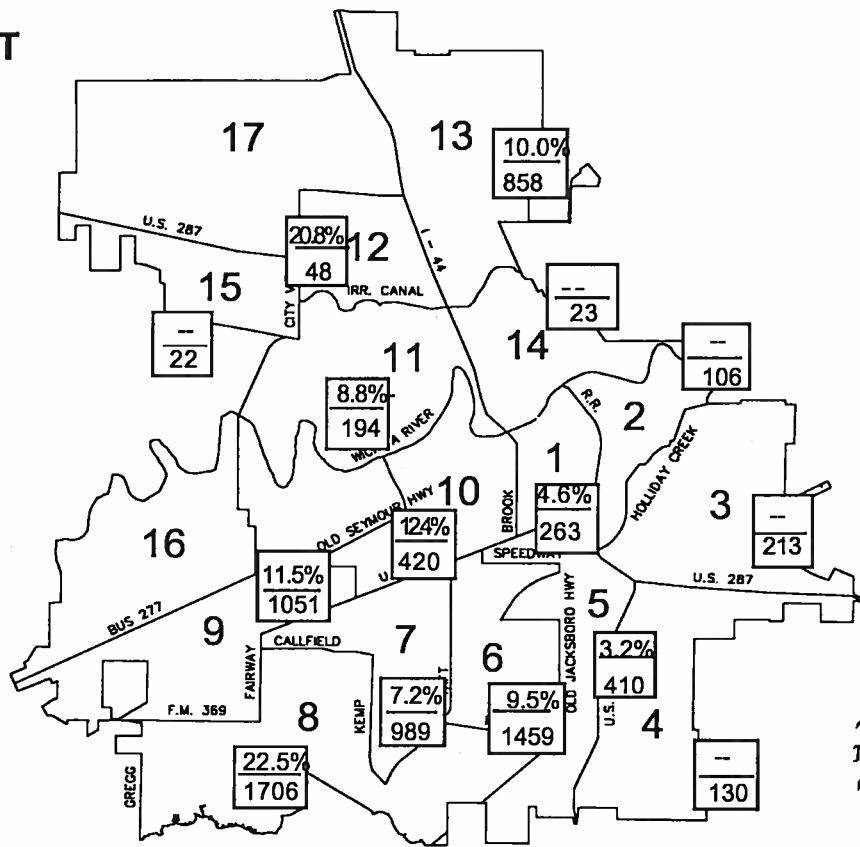 T
17
13
10.0%
858
U.S. 287
I - 44
20.8%
48
12
15
CITY V
IRR. CANAL
--
23
--
22
14
11
--
106
8.8%
194
R.R.
2
WICHITA RIVER
HOLLIDAY CREEK
10
1
4.6%
263
3
BROOK
OLD SEYMOUR HWY
124%
420
--
213
16
SPEEDWAY
11.5%
1051
U.S. 287
BUS 277
9
CALLFIELD
7
6
5
OLD JACKSBORO HWY
3.2%
410
FAIRWAY
F.M. 369
KEMP
7.2%
989
9.5%
1459
U.S.
4
8
22.5%
1706
GREGG
--
130